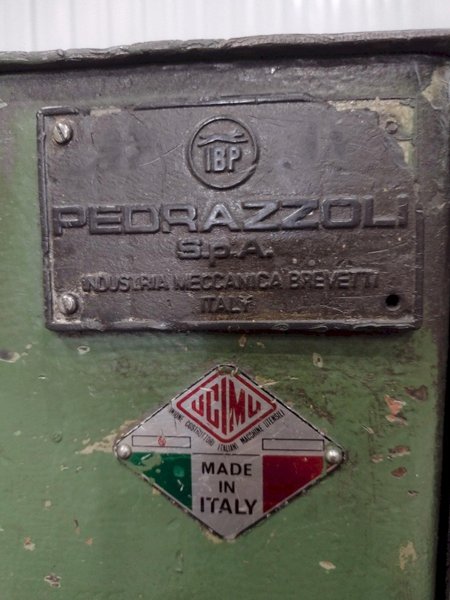 IBP
PEDRAZZOLI
S.p.A.
INDUSTRIA MECCANICA BREVETTI
ITALY
UCIMU
UNIONE COSTRUTTORI ITALIANI MACCHINE UTENSILI
MADE
IN
ITALY